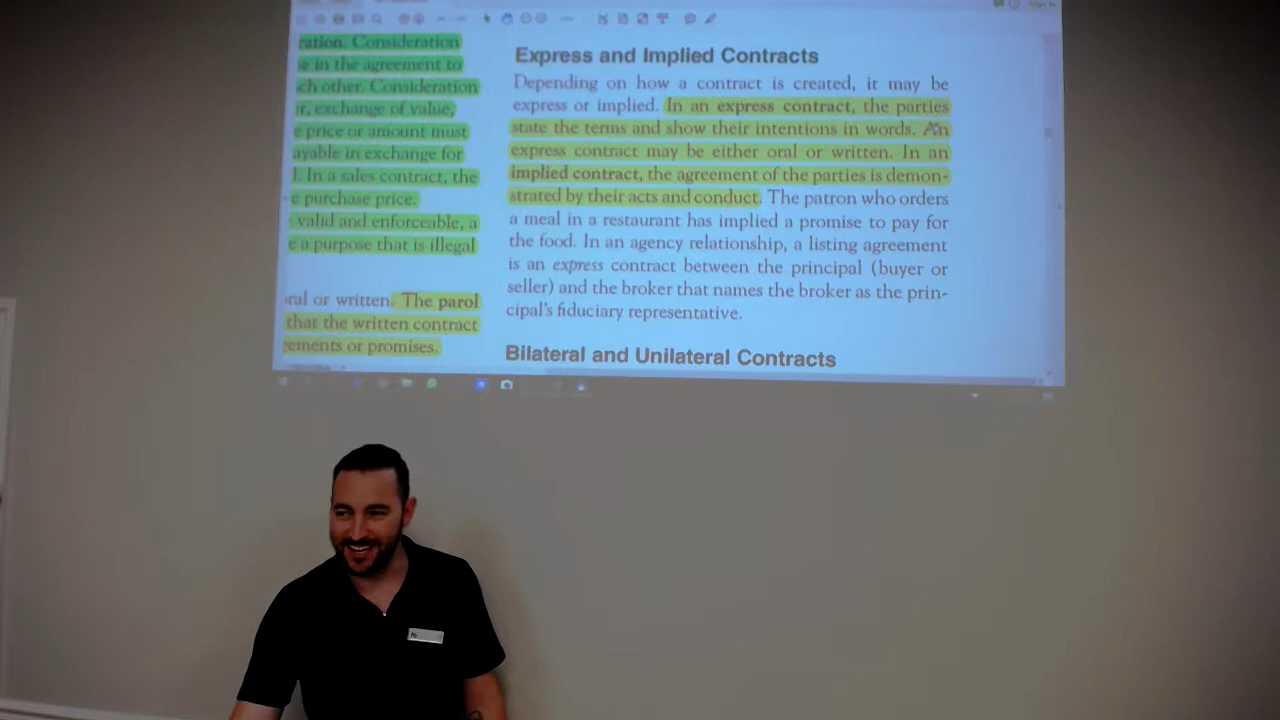 ration. Consideration
e in the agreement to
ch other. Consideration
r, exchange of value,
e price or amount must
ayable in exchange for
l. In a sales contract, the
e purchase price.
valid and enforceable, a
e a purpose that is illegal
oral or written. The parol
that the written contract
ements or promises.
Express and Implied Contracts
Depending on how a contract is created, it may be
express or implied. In an express contract, the parties
state the terms and show their intentions in words. An
express contract may be either oral or written. In an
implied contract, the agreement of the parties is demon-
strated by their acts and conduct. The patron who orders
a meal in a restaurant has implied a promise to pay for
the food. In an agency relationship, a listing agreement
is an express contract between the principal (buyer or
seller) and the broker that names the broker as the prin-
cipal's fiduciary representative.
Bilateral and Unilateral Contracts